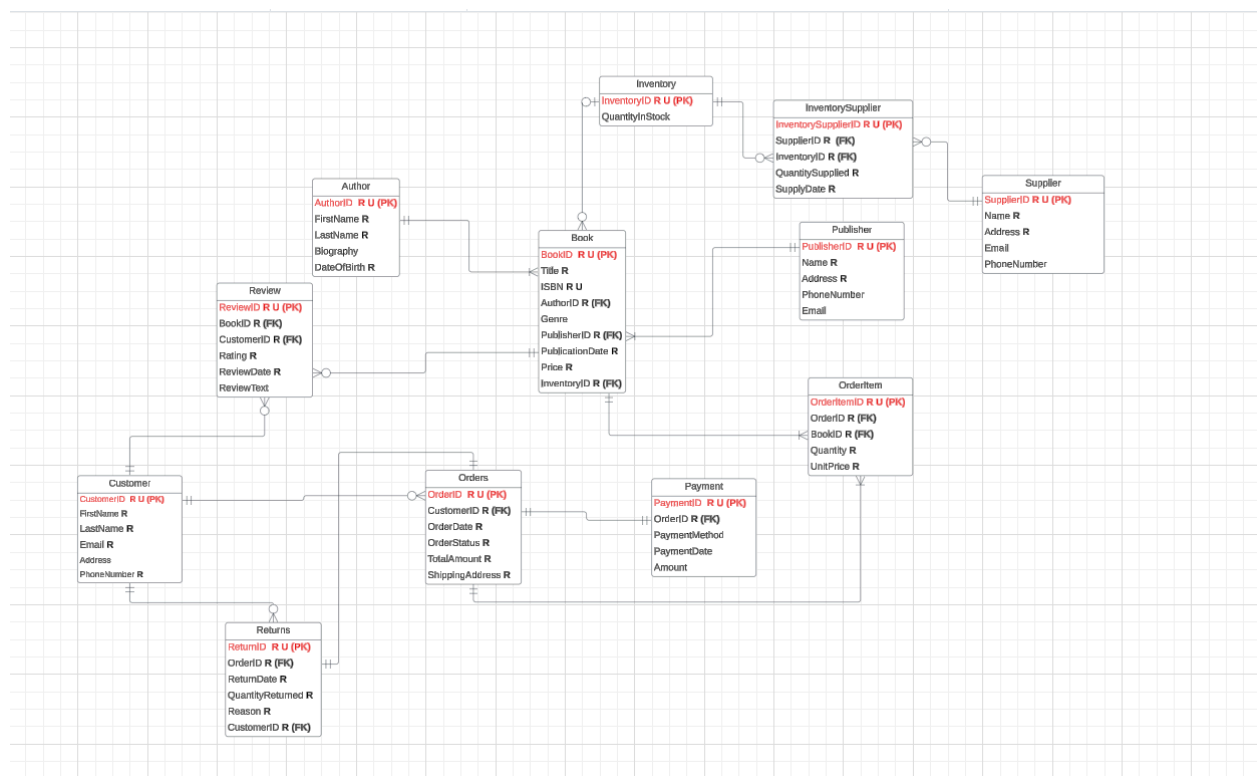 Inventory
InventoryID R U (PK)
QuantityInStock
InventorySupplier
InventorySupplierID R U (PK)
SupplierID R (FK)
InventoryID R (FK)
QuantitySupplied R
SupplyDate R
Supplier
SupplierID R U (PK)
Name R
Address R
Email
PhoneNumber
Author
AuthorID R U (PK)
FirstName R
LastName R
Biography
DateOfBirth R
Book
BookID R U (PK)
Title R
ISBN R U
AuthorID R (FK)
Genre
PublisherID R (FK)
PublicationDate R
Price R
InventoryID R (FK)
Publisher
PublisherID R U (PK)
Name R
Address R
PhoneNumber
Email
Review
ReviewID R U (PK)
BookID R (FK)
CustomerID R (FK)
Rating R
ReviewDate R
ReviewText
OrderItem
OrderItemID R U (PK)
OrderID R (FK)
BookID R (FK)
Quantity R
UnitPrice R
Customer
CustomerID R U (PK)
FirstName R
LastName R
Email R
Address
PhoneNumber R
Orders
OrderID R U (PK)
CustomerID R (FK)
OrderDate R
OrderStatus R
TotalAmount R
ShippingAddress R
Payment
PaymentID R U (PK)
OrderID R (FK)
PaymentMethod
PaymentDate
Amount
Returns
ReturnID R U (PK)
OrderID R (FK)
ReturnDate R
QuantityReturned R
Reason R
CustomerID R (FK)